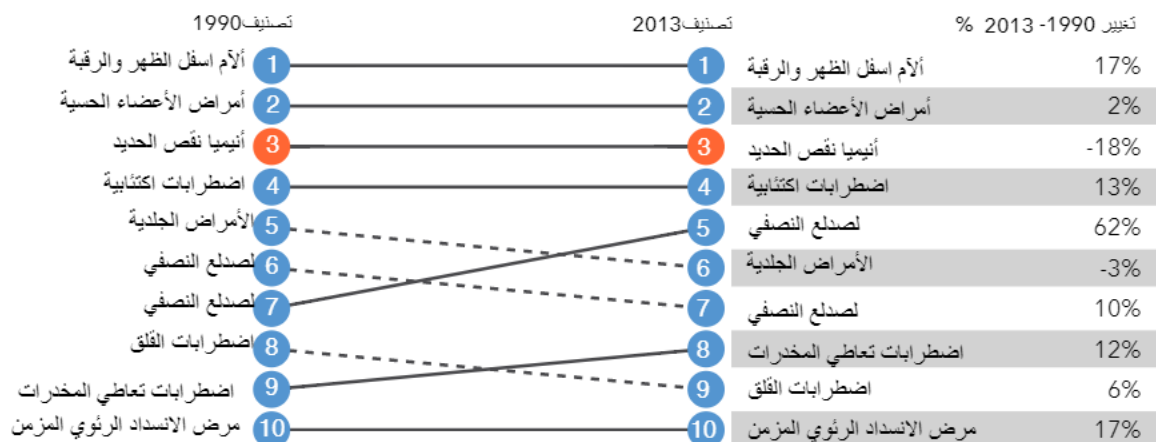 تصنيف1990 تصنيف2013 تغيير 1990- 2013 %
ألآم اسفل الظهر والرقبة 1 1 ألآم اسفل الظهر والرقبة 17%
أمراض الأعضاء الحسية 2 2 أمراض الأعضاء الحسية 2%
أنيميا نقص الحديد 3 3 أنيميا نقص الحديد -18%
اضطرابات اكتئابية 4 4 اضطرابات اكتئابية 13%
الأمراض الجلدية 5 5 لصدلع النصفي 62%
لصدلع النصفي 6 6 الأمراض الجلدية -3%
لصدلع النصفي 7 7 لصدلع النصفي 10%
اضطرابات القلق 8 8 اضطرابات تعاطي المخدرات 12%
اضطرابات تعاطي المخدرات 9 9 اضطرابات القلق 6%
مرض الانسداد الرئوي المزمن 10 10 مرض الانسداد الرئوي المزمن 17%